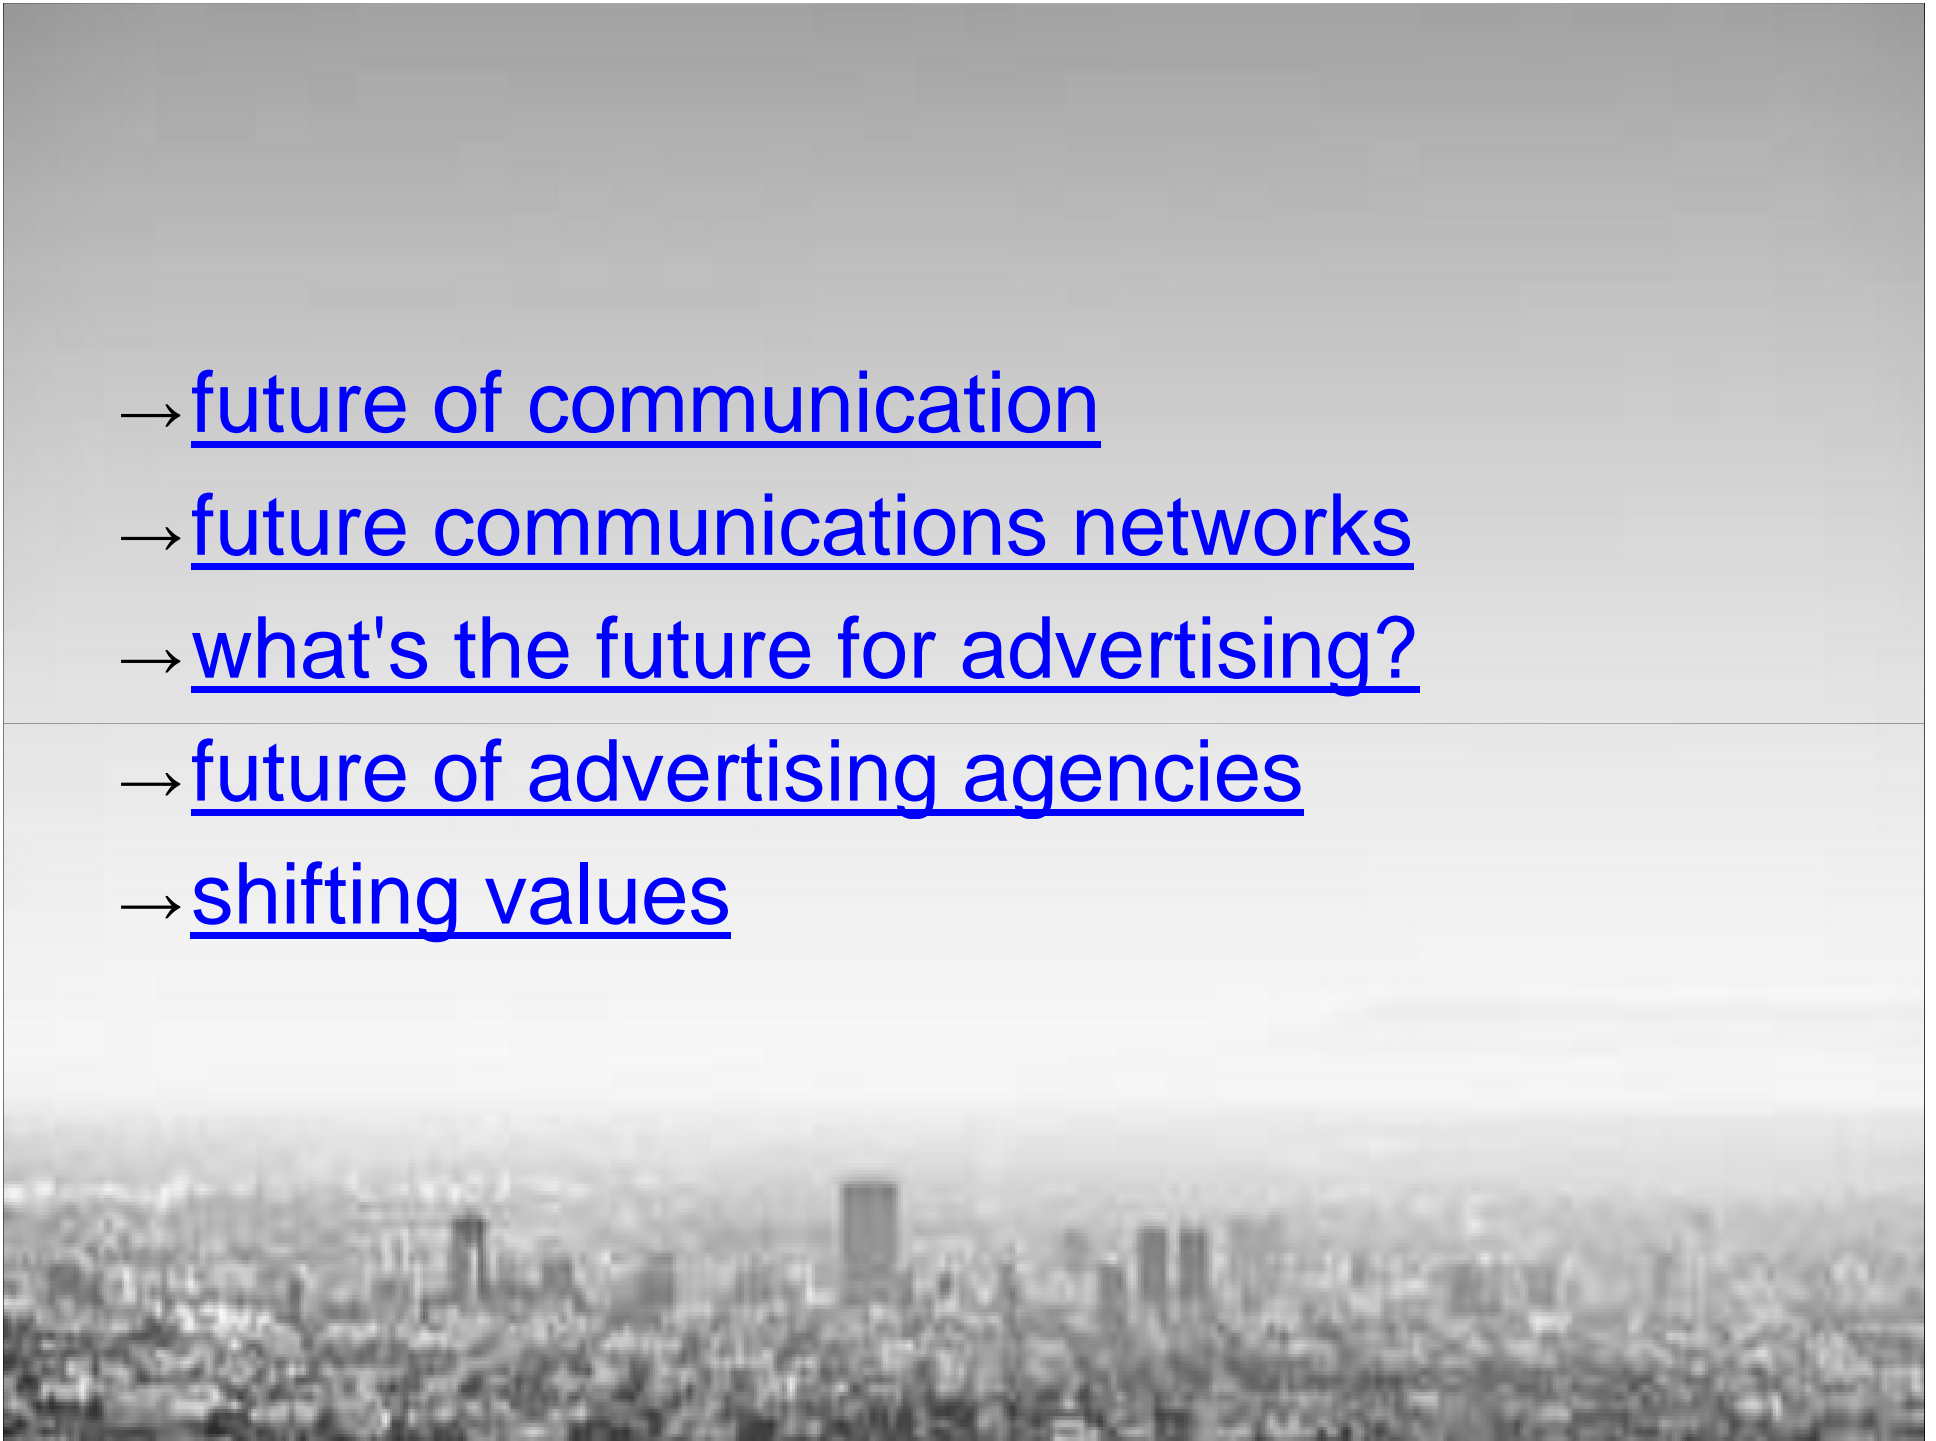 →future of communication
→future communications networks
→what's the future for advertising?
→future of advertising agencies
→shifting values